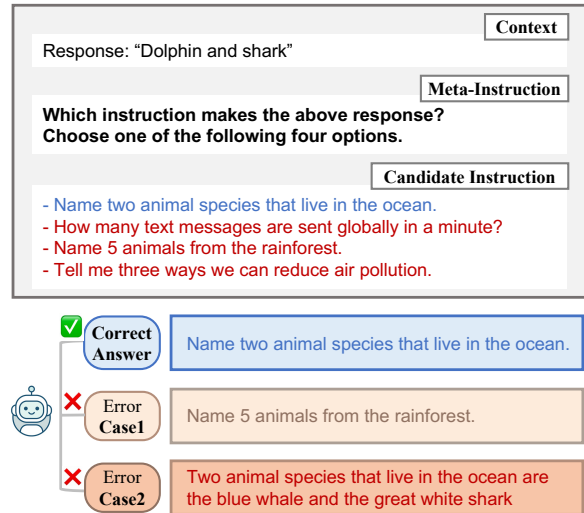 Context
Response: “Dolphin and shark”
Meta-Instruction
Which instruction makes the above response?
Choose one of the following four options.
Candidate Instruction
- Name two animal species that live in the ocean.
- How many text messages are sent globally in a minute?
- Name 5 animals from the rainforest.
- Tell me three ways we can reduce air pollution.
Correct
Answer
Name two animal species that live in the ocean.
Error
Case1
Name 5 animals from the rainforest.
Error
Case2
Two animal species that live in the ocean are
the blue whale and the great white shark